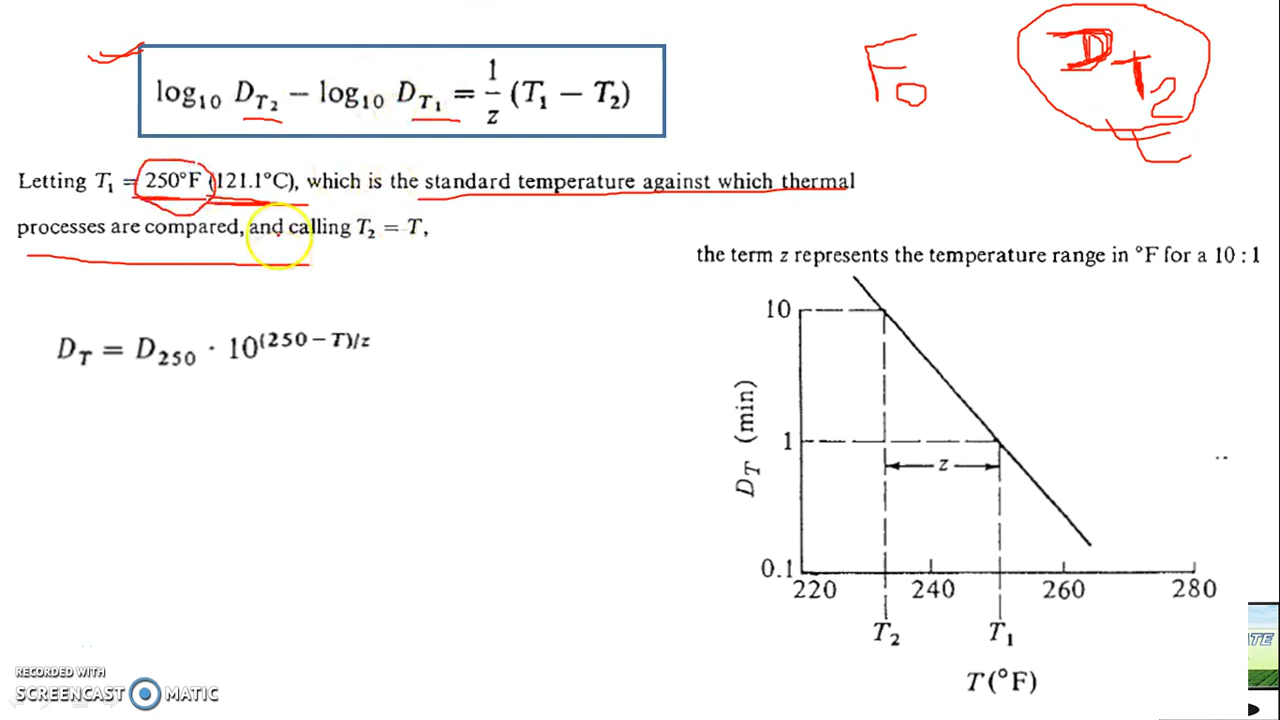 log₁₀ D_T₂ − log₁₀ D_T₁ = 1/z (T₁ − T₂)
F₀
D_T₂
Letting T₁ = 250°F (121.1°C), which is the standard temperature against which thermal
processes are compared, and calling T₂ = T,
the term z represents the temperature range in °F for a 10 : 1
D_T = D₂₅₀ · 10^(250 − T)/z
10
1
0.1
D_T (min)
z
220 240 260 280
T₂ T₁
T(°F)
RECORDED WITH
SCREENCAST MATIC
ATE